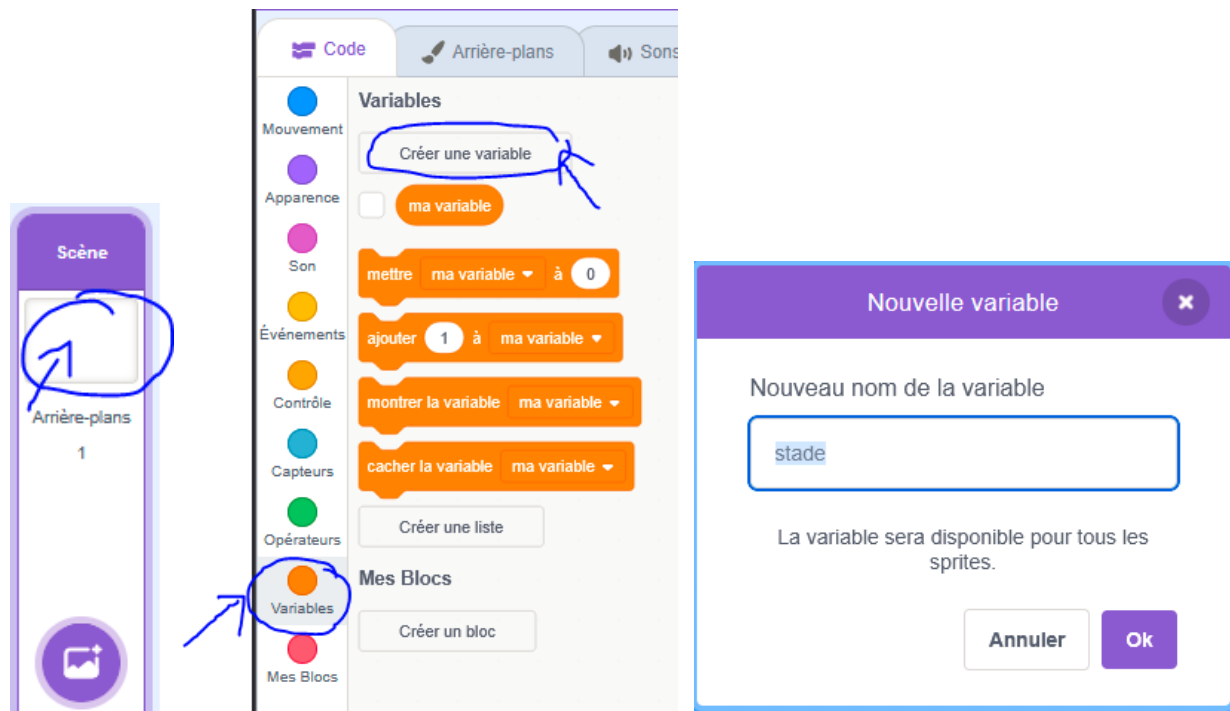 Scène
Arrière-plans
1
Code
Arrière-plans
Sons
Mouvement
Apparence
Son
Événements
Contrôle
Capteurs
Opérateurs
Variables
Mes Blocs
Variables
Créer une variable
ma variable
mettre ma variable à 0
ajouter 1 à ma variable
montrer la variable ma variable
cacher la variable ma variable
Créer une liste
Mes Blocs
Créer un bloc
Nouvelle variable
Nouveau nom de la variable
stade
La variable sera disponible pour tous les
sprites.
Annuler
Ok